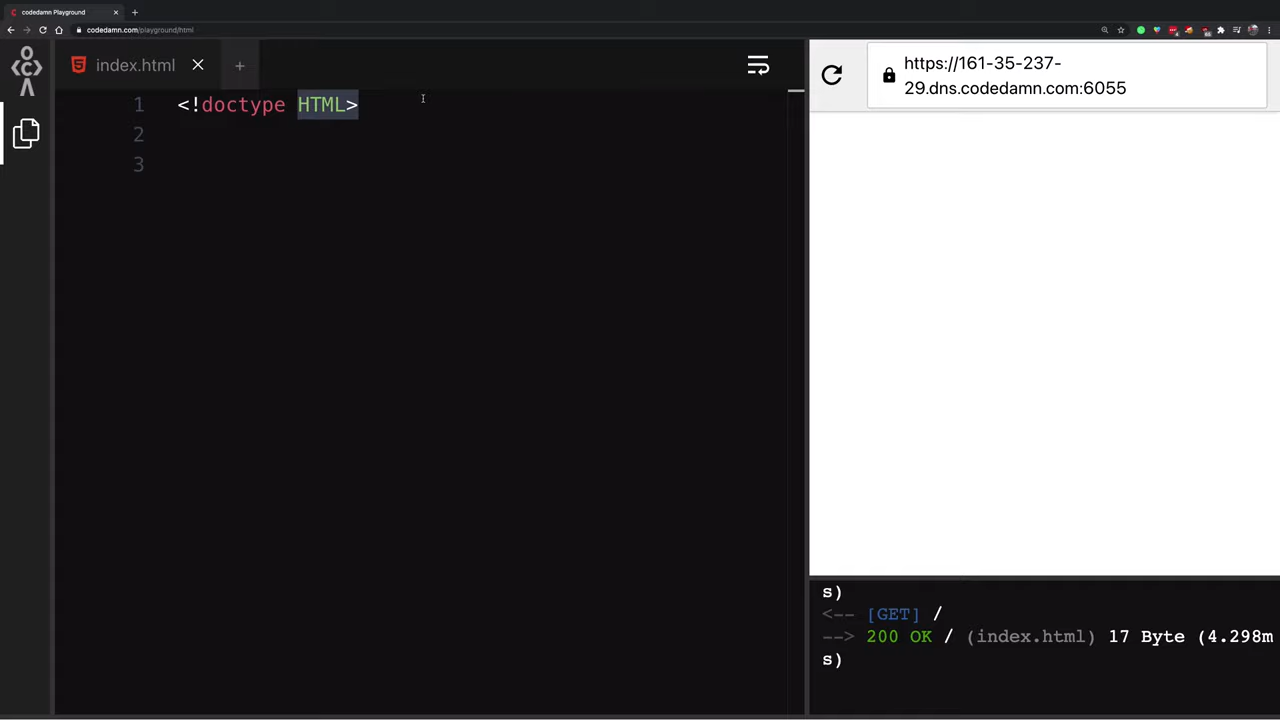 codedamn Playground
codedamn.com/playground/html
index.html
1 <!doctype HTML>
2
3
https://161-35-237-
29.dns.codedamn.com:6055
s)
<-- [GET] /
--> 200 OK / (index.html) 17 Byte (4.298m
s)